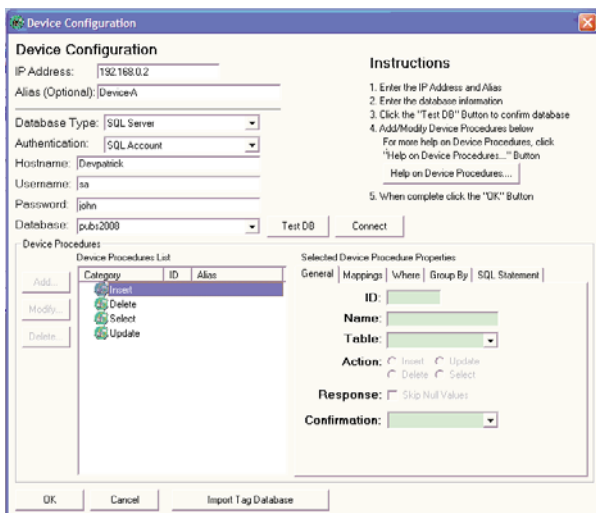 Device Configuration
Device Configuration
IP Address: 192.168.0.2
Alias (Optional): Device-A
Database Type: SQL Server
Authentication: SQL Account
Hostname: Devpatrick
Username: sa
Password: john
Database: pubs2008
Test DB
Connect
Instructions
1. Enter the IP Address and Alias
2. Enter the database information
3. Click the "Test DB" Button to confirm database
4. Add/Modify Device Procedures below
For more help on Device Procedures, click
"Help on Device Procedures..." Button
Help on Device Procedures....
5. When complete click the "OK" Button
Device Procedures
Device Procedures List
Add...
Modify...
Delete...
Category ID Alias
Insert
Delete
Select
Update
Selected Device Procedure Properties:
General Mappings Where Group By SQL Statement
ID:
Name:
Table:
Action: Insert Update
Delete Select
Response: Skip Null Values
Confirmation:
OK
Cancel
Import Tag Database